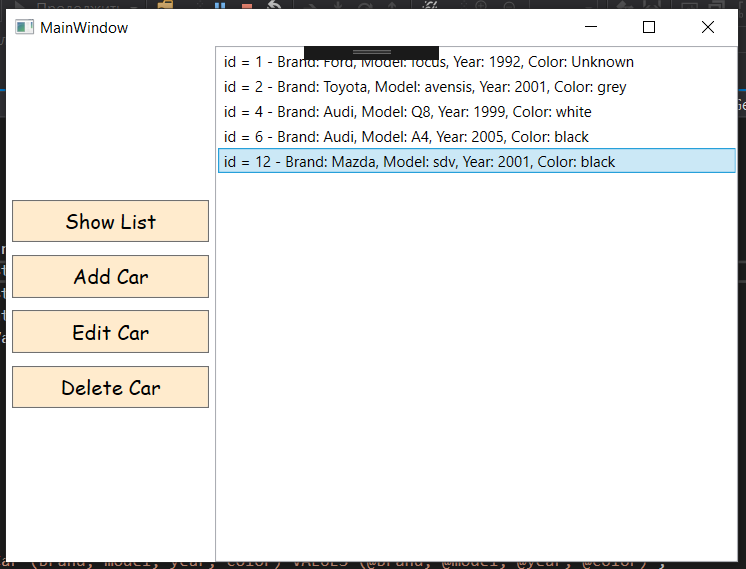 Продолжить
MainWindow
id = 1 - Brand: Ford, Model: focus, Year: 1992, Color: Unknown
id = 2 - Brand: Toyota, Model: avensis, Year: 2001, Color: grey
id = 4 - Brand: Audi, Model: Q8, Year: 1999, Color: white
id = 6 - Brand: Audi, Model: A4, Year: 2005, Color: black
id = 12 - Brand: Mazda, Model: sdv, Year: 2001, Color: black
Show List
Add Car
Edit Car
Delete Car
ar (brand, model, year, color) VALUES (@brand, @model, @year, @color)";